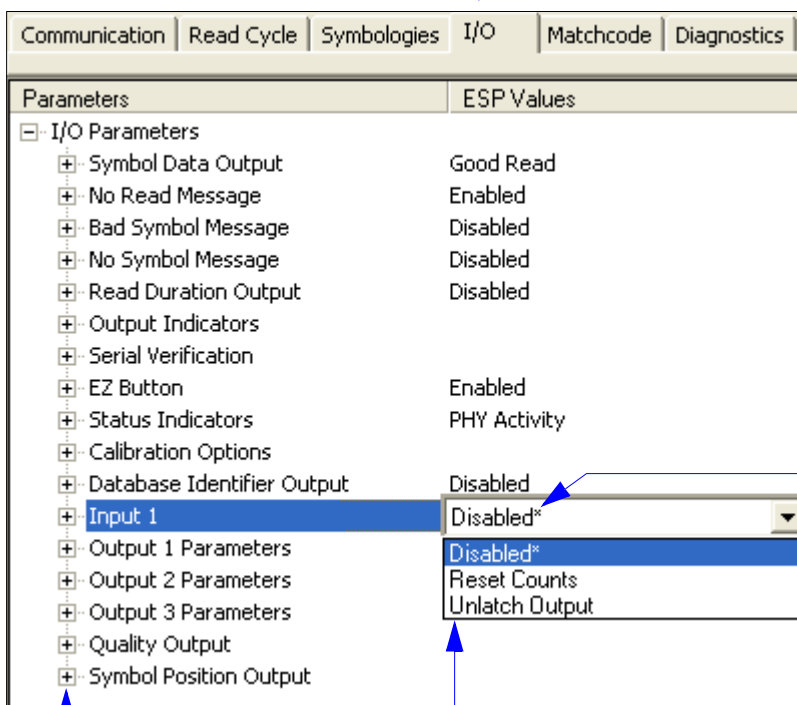 Communication Read Cycle Symbologies I/O Matchcode Diagnostics
Parameters ESP Values
I/O Parameters
Symbol Data Output Good Read
No Read Message Enabled
Bad Symbol Message Disabled
No Symbol Message Disabled
Read Duration Output Disabled
Output Indicators
Serial Verification
EZ Button Enabled
Status Indicators PHY Activity
Calibration Options
Database Identifier Output Disabled
Input 1 Disabled*
Output 1 Parameters Disabled*
Output 2 Parameters Reset Counts
Output 3 Parameters Unlatch Output
Quality Output
Symbol Position Output